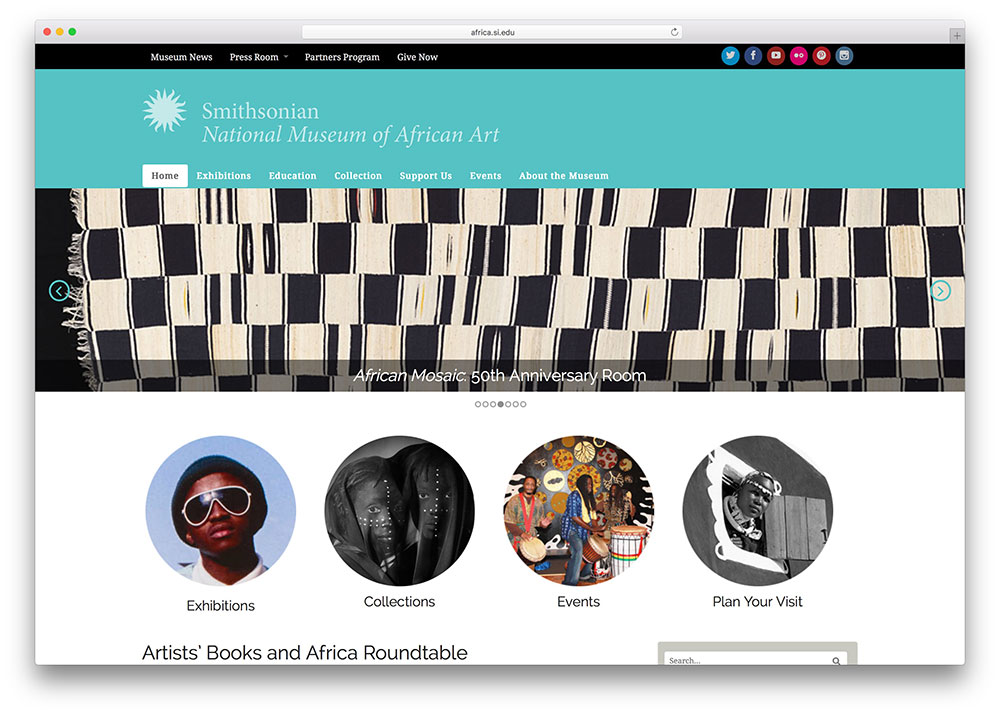 africa.si.edu
Museum News Press Room Partners Program Give Now
Smithsonian
National Museum of African Art
Home Exhibitions Education Collection Support Us Events About the Museum
African Mosaic: 50th Anniversary Room
Exhibitions Collections Events Plan Your Visit
Artists’ Books and Africa Roundtable
Search...